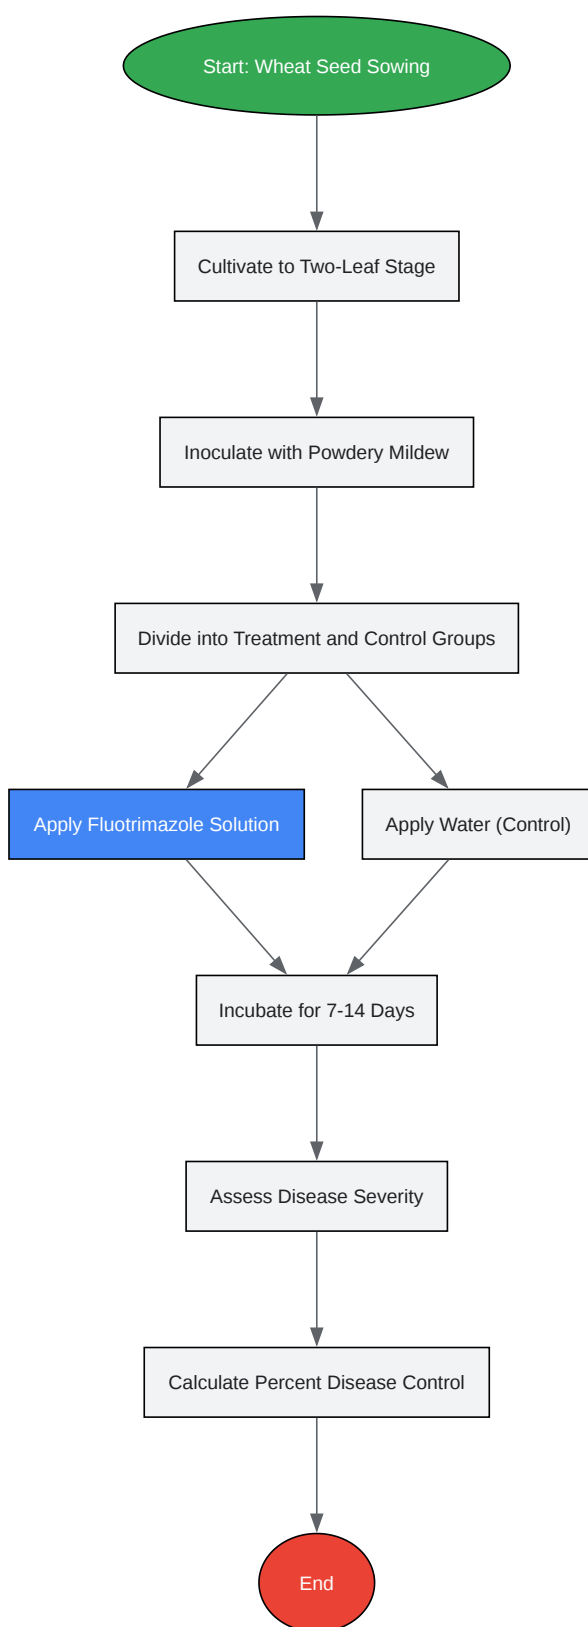 Start: Wheat Seed Sowing
Cultivate to Two-Leaf Stage
Inoculate with Powdery Mildew
Divide into Treatment and Control Groups
Apply Fluotrimazole Solution
Apply Water (Control)
Incubate for 7-14 Days
Assess Disease Severity
Calculate Percent Disease Control
End